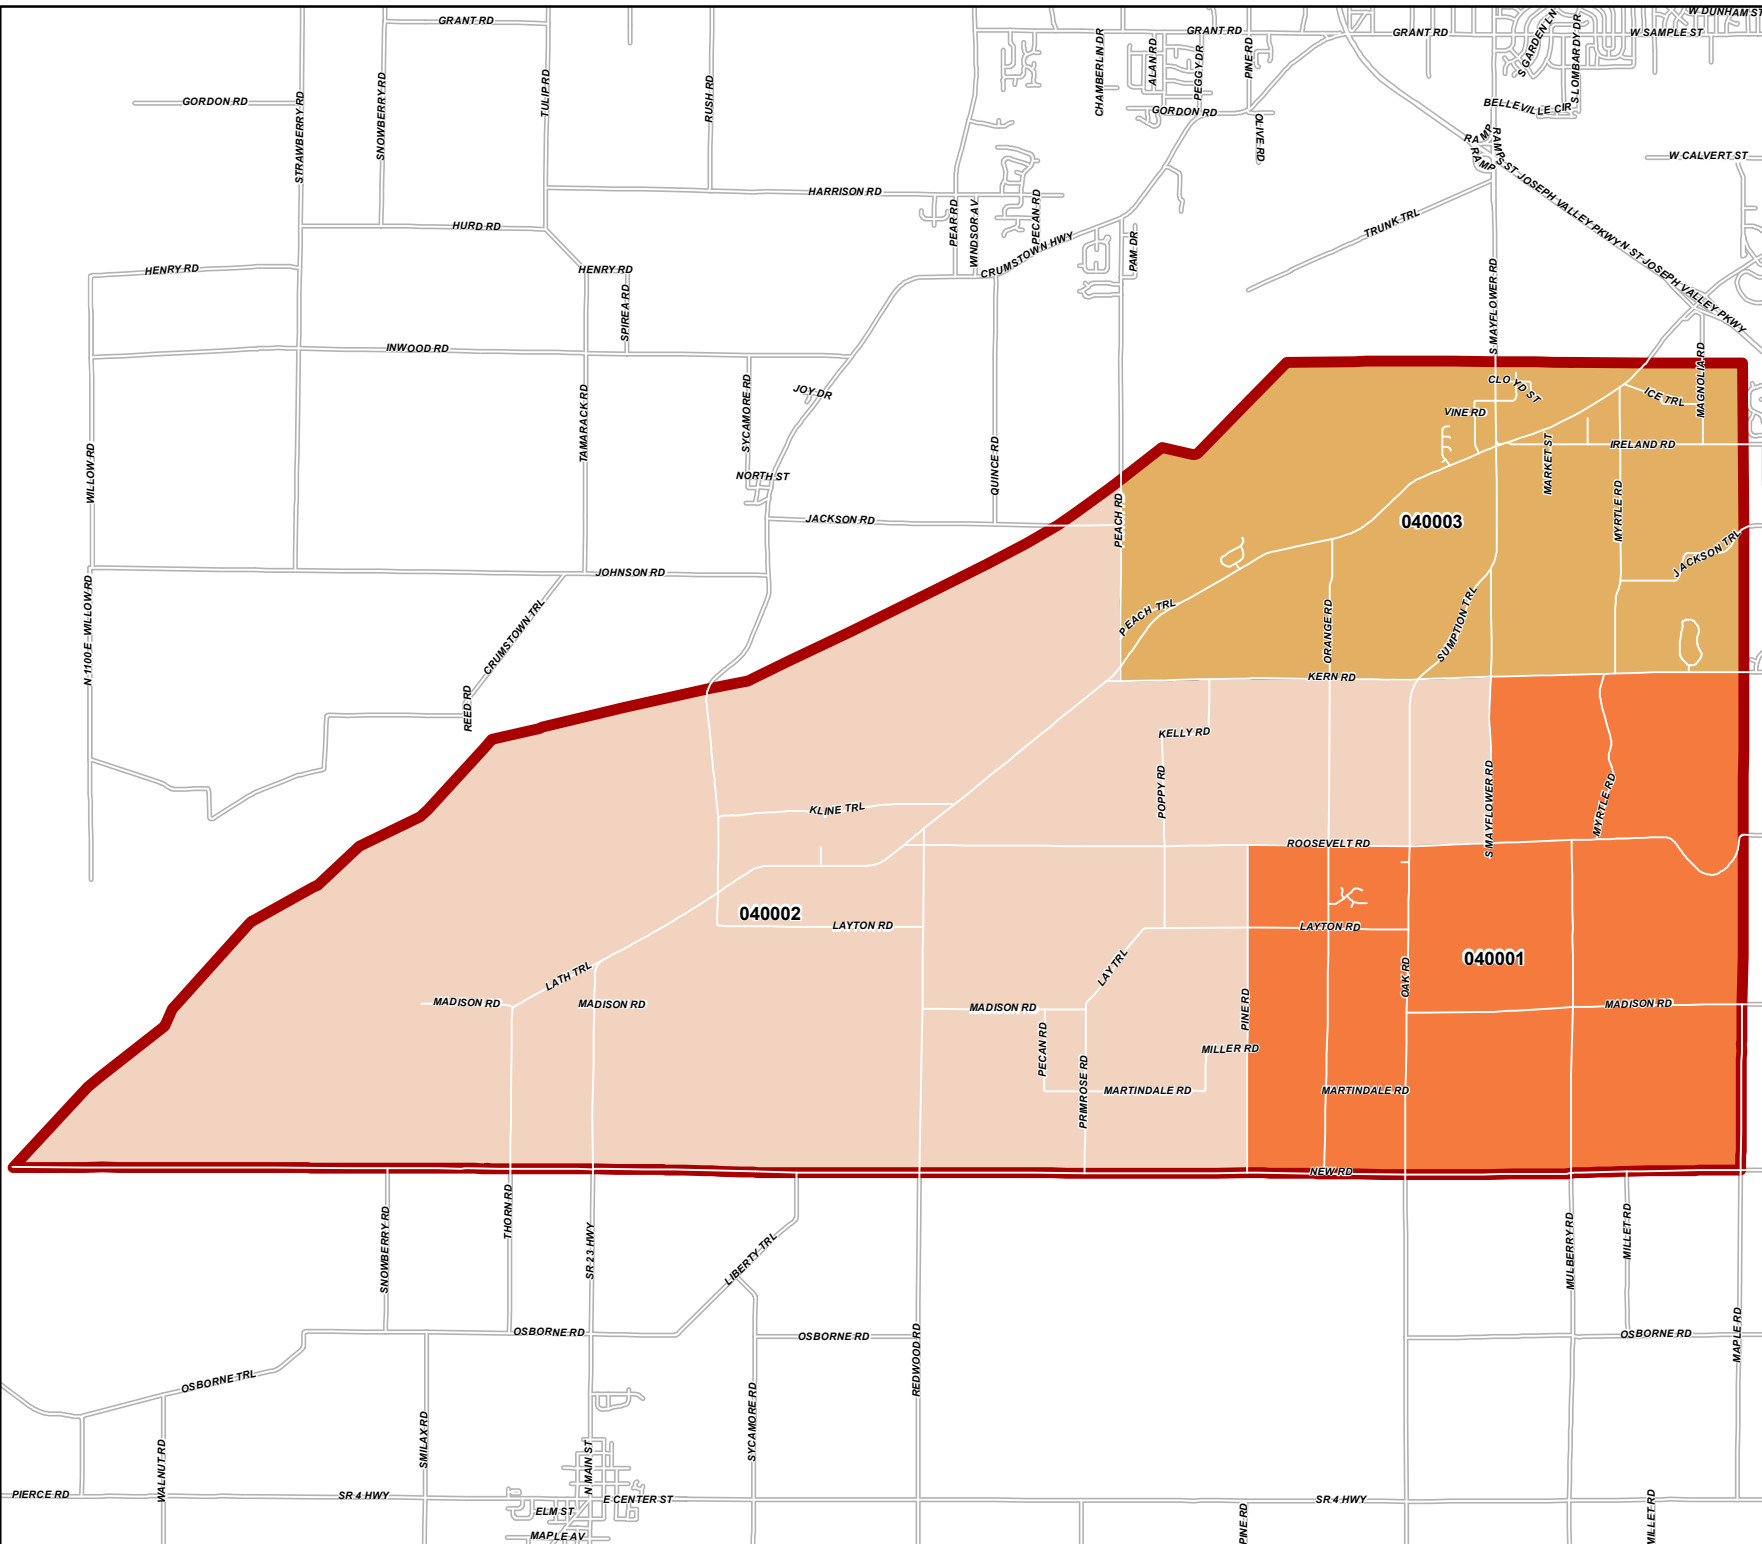 W DUNHAM ST
GRANT RD
GRANT RD
GRANT RD
W SAMPLE ST
S GARDEN LN
S LOMBARDY DR
CHAMBERLIN DR
ALAN RD
PEGGY DR
PINE RD
GORDON RD
STRAWBERRY RD
SNOWBERRY RD
TULIP RD
RUSH RD
GORDON RD
OLIVE RD
BELLEVILLE CIR
RAMP
RAMP
RAMP
W CALVERT ST
S ST JOSEPH VALLEY PKWY
N ST JOSEPH VALLEY PKWY
HARRISON RD
HURD RD
PEAR RD
WINDSOR AV
PECAN RD
CRUMSTOWN HWY
PAM DR
TRUNK TRL
HENRY RD
HENRY RD
SPIREA RD
S MAYFLOWER RD
INWOOD RD
MAGNOLIA RD
JOY DR
SYCAMORE RD
TAMARACK RD
CLOYD ST
ICE TRL
VINE RD
IRELAND RD
MARKET ST
WILLOW RD
NORTH ST
QUINCE RD
JACKSON RD
PEACH RD
040003
MYRTLE RD
JACKSON TRL
JOHNSON RD
N 1100 E
WILLOW RD
CRUMSTOWN TRL
REED RD
PEACH TRL
ORANGE RD
SUMPTION TRL
KERN RD
KELLY RD
POPPY RD
S MAYFLOWER RD
MYRTLE RD
KLINE TRL
ROOSEVELT RD
040002
LAYTON RD
LAYTON RD
040001
LATH TRL
LAY TRL
OAK RD
MADISON RD
MADISON RD
MADISON RD
MADISON RD
PINE RD
PECAN RD
PRIMROSE RD
MILLER RD
MARTINDALE RD
MARTINDALE RD
NEW RD
SNOWBERRY RD
THORN RD
SR 23 HWY
LIBERTY TRL
MULBERRY RD
MILLET RD
OSBORNE RD
OSBORNE RD
OSBORNE RD
MAPLE RD
REDWOOD RD
OSBORNE TRL
SMILAX RD
SYCAMORE RD
WALNUT RD
N MAIN ST
PIERCE RD
SR 4 HWY
E CENTER ST
SR 4 HWY
ELM ST
MAPLE AV
PINE RD
MILLET RD